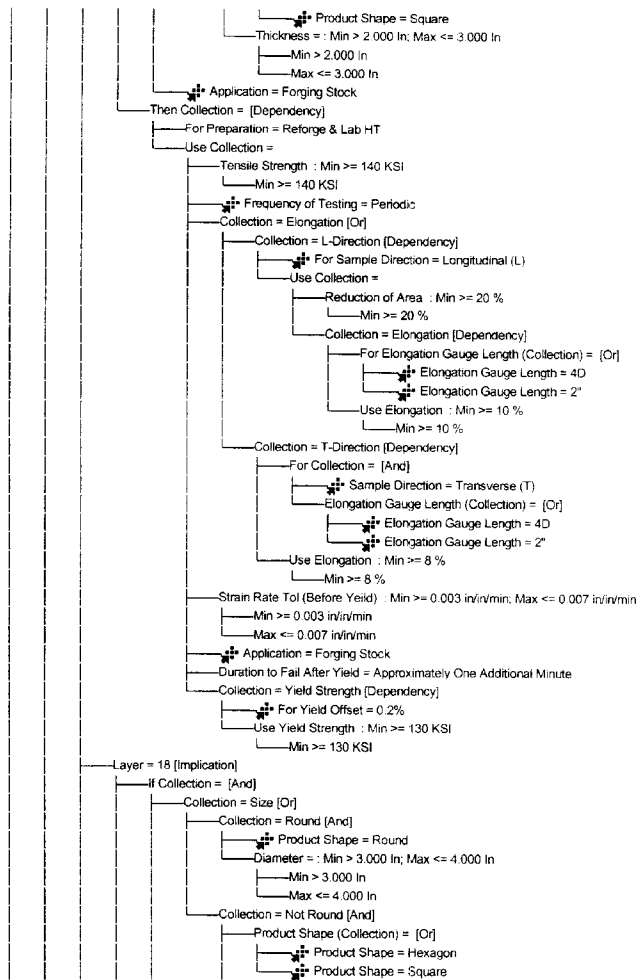 Product Shape = Square
Thickness = : Min > 2.000 In; Max <= 3.000 In
Min > 2.000 In
Max <= 3.000 In
Application = Forging Stock
Then Collection = [Dependency]
For Preparation = Reforge & Lab HT
Use Collection =
Tensile Strength : Min >= 140 KSI
Min >= 140 KSI
Frequency of Testing = Periodic
Collection = Elongation [Or]
Collection = L-Direction [Dependency]
For Sample Direction = Longitudinal (L)
Use Collection =
Reduction of Area : Min >= 20 %
Min >= 20 %
Collection = Elongation [Dependency]
For Elongation Gauge Length (Collection) = [Or]
Elongation Gauge Length = 4D
Elongation Gauge Length = 2"
Use Elongation : Min >= 10 %
Min >= 10 %
Collection = T-Direction [Dependency]
For Collection = [And]
Sample Direction = Transverse (T)
Elongation Gauge Length (Collection) = [Or]
Elongation Gauge Length = 4D
Elongation Gauge Length = 2"
Use Elongation : Min >= 8 %
Min >= 8 %
Strain Rate Tol (Before Yeild) : Min >= 0.003 in/in/min; Max <= 0.007 in/in/min
Min >= 0.003 in/in/min
Max <= 0.007 in/in/min
Application = Forging Stock
Duration to Fail After Yield = Approximately One Additional Minute
Collection = Yield Strength [Dependency]
For Yield Offset = 0.2%
Use Yield Strength : Min >= 130 KSI
Min >= 130 KSI
Layer = 18 [Implication]
If Collection = [And]
Collection = Size [Or]
Collection = Round [And]
Product Shape = Round
Diameter = : Min > 3.000 In; Max <= 4.000 In
Min > 3.000 In
Max <= 4.000 In
Collection = Not Round [And]
Product Shape (Collection) = [Or]
Product Shape = Hexagon
Product Shape = Square